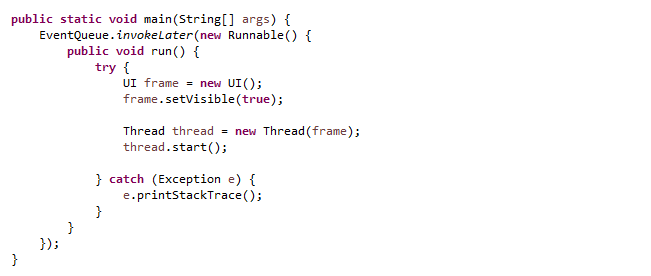 public static void main(String[] args) {
    EventQueue.invokeLater(new Runnable() {
        public void run() {
            try {
                UI frame = new UI();
                frame.setVisible(true);

                Thread thread = new Thread(frame);
                thread.start();

            } catch (Exception e) {
                e.printStackTrace();
            }
        }
    });
}